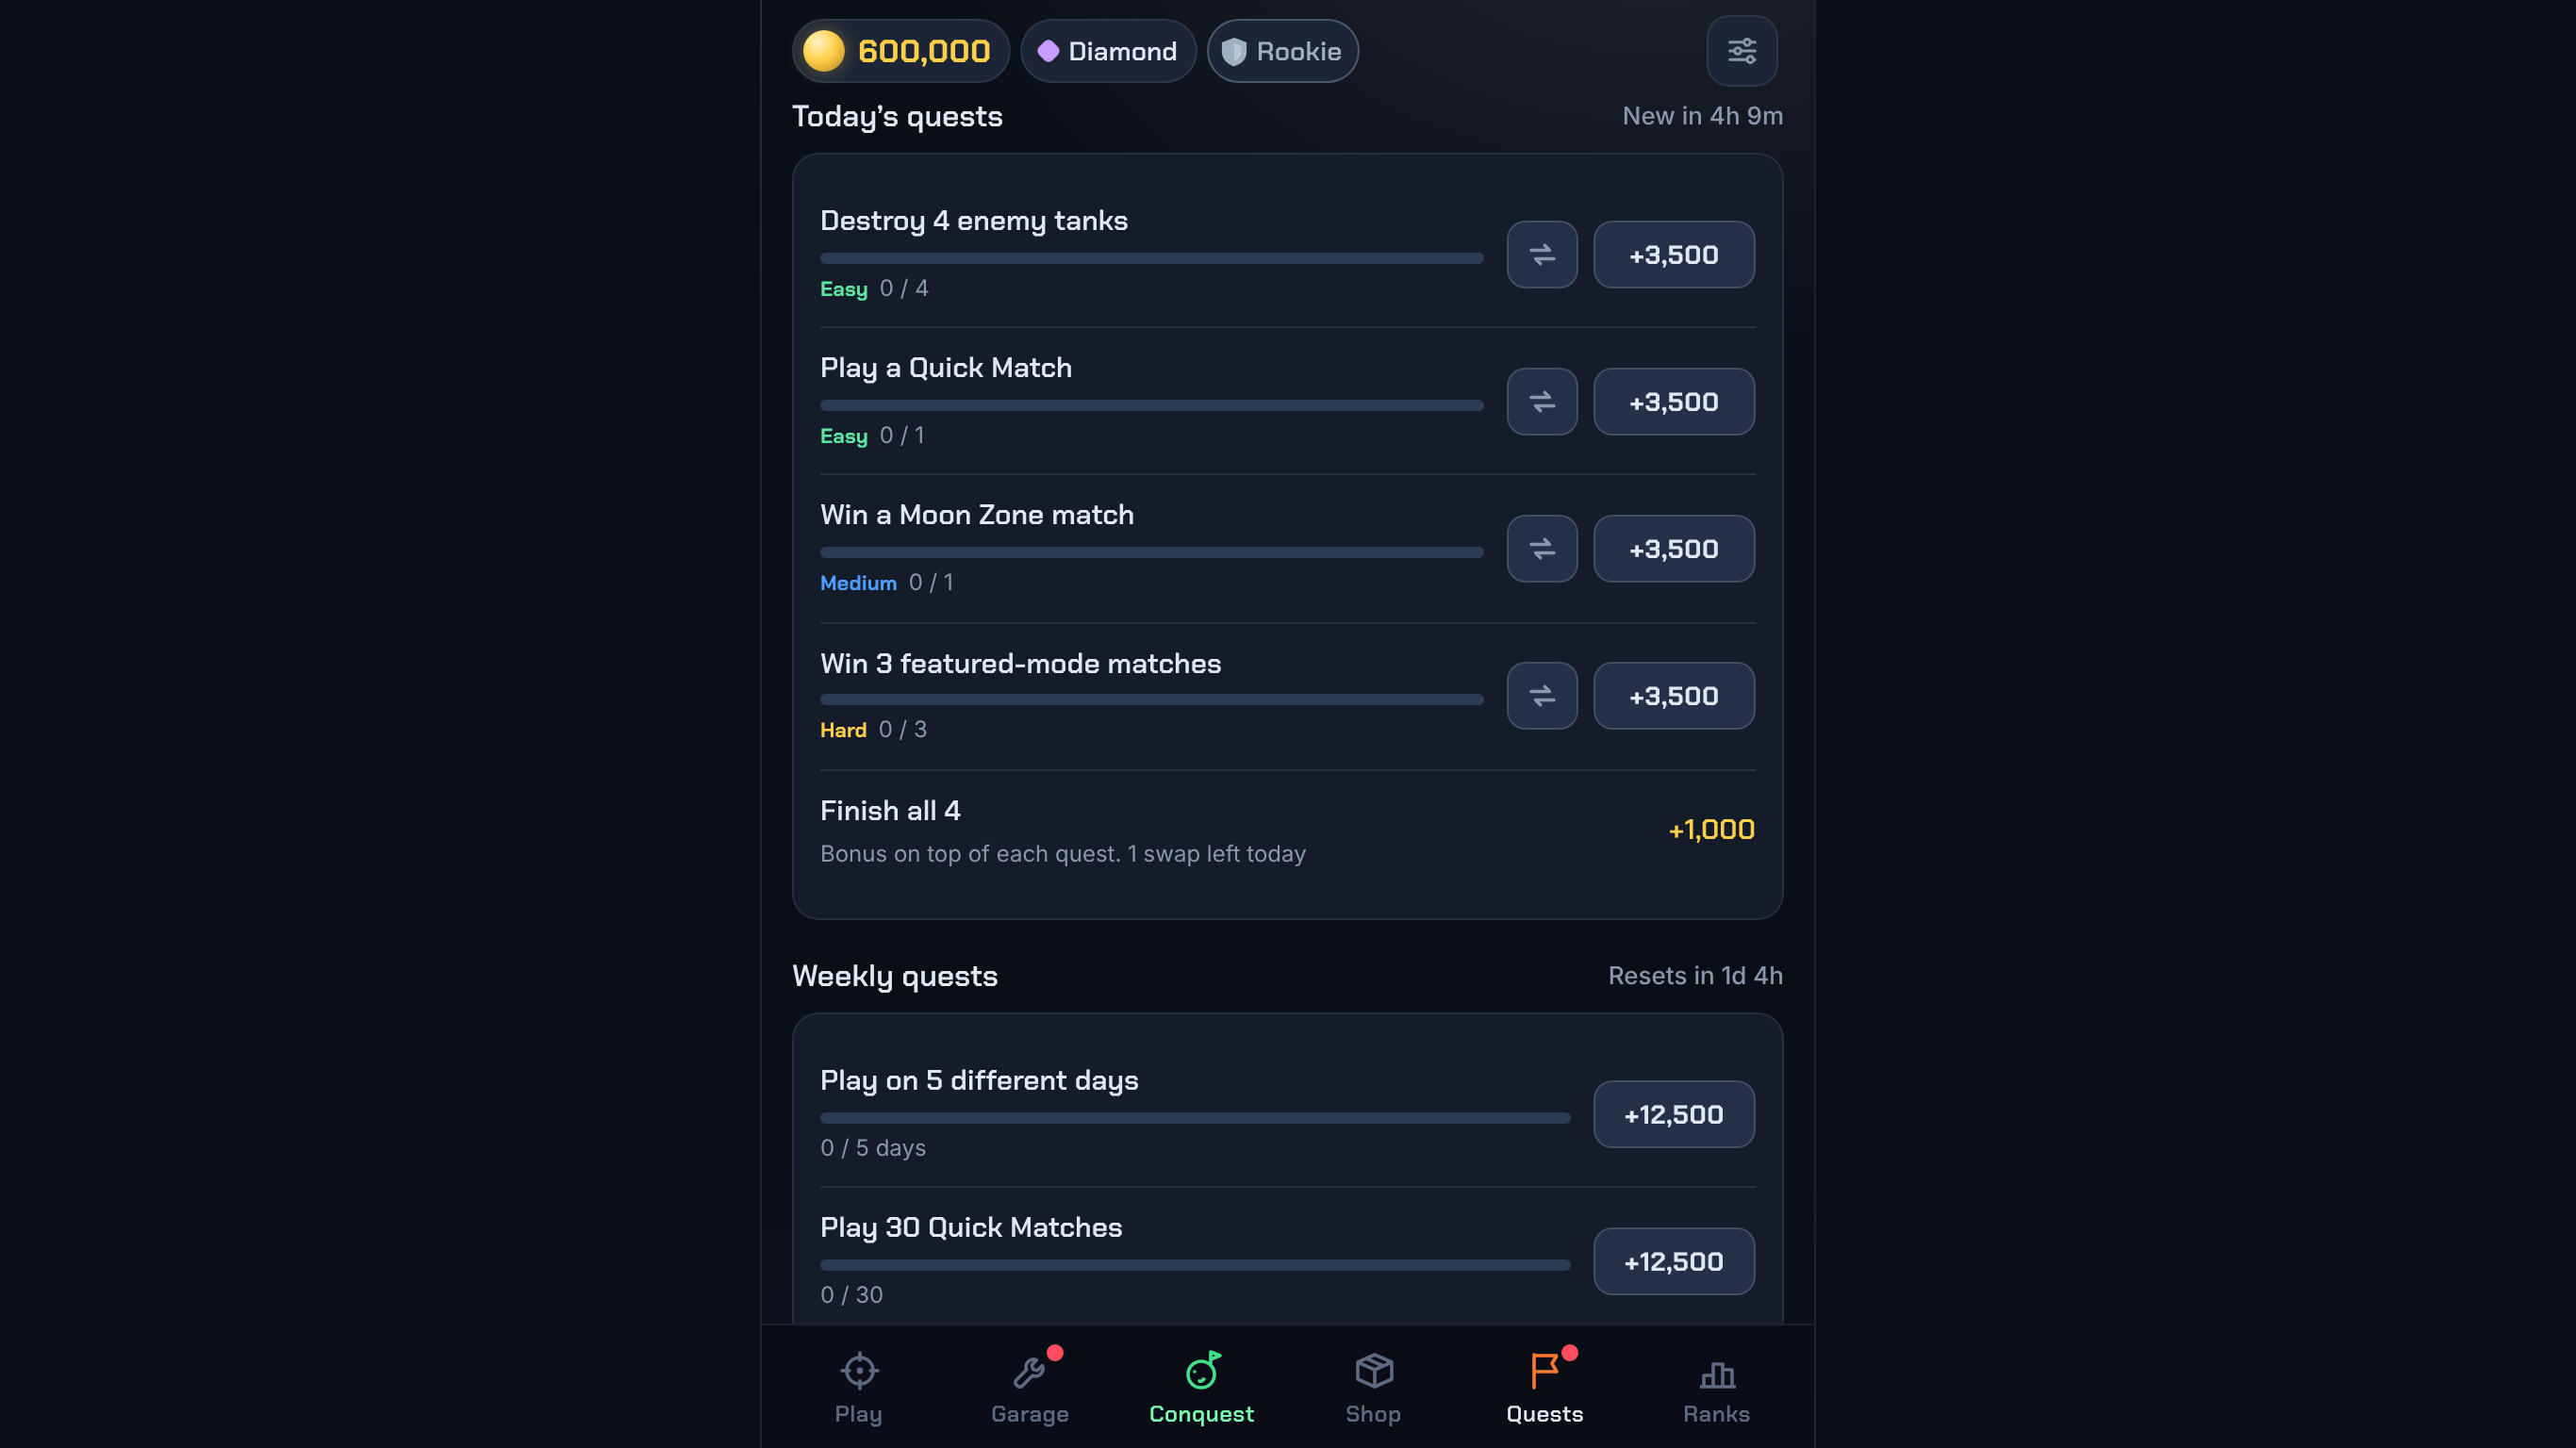 600,000 Diamond Rookie
Today’s quests New in 4h 9m
Destroy 4 enemy tanks
+3,500
Easy 0 / 4
Play a Quick Match
+3,500
Easy 0 / 1
Win a Moon Zone match
+3,500
Medium 0 / 1
Win 3 featured-mode matches
+3,500
Hard 0 / 3
Finish all 4
+1,000
Bonus on top of each quest. 1 swap left today
Weekly quests Resets in 1d 4h
Play on 5 different days
+12,500
0 / 5 days
Play 30 Quick Matches
+12,500
0 / 30
Play Garage Conquest Shop Quests Ranks